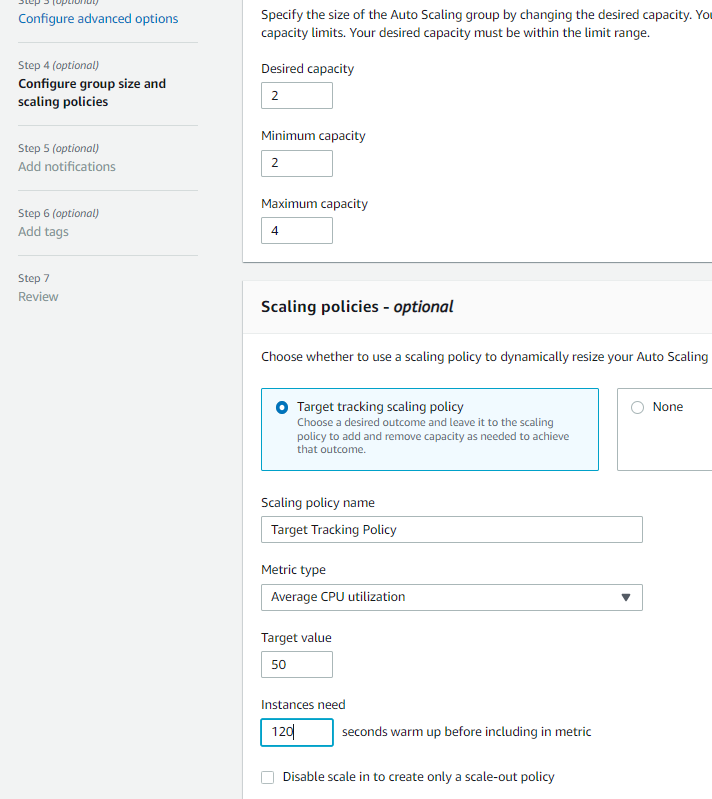 Step 3 (optional)
Configure advanced options
Step 4 (optional)
Configure group size and
scaling policies
Step 5 (optional)
Add notifications
Step 6 (optional)
Add tags
Step 7
Review
Specify the size of the Auto Scaling group by changing the desired capacity. You
capacity limits. Your desired capacity must be within the limit range.
Desired capacity
2
Minimum capacity
2
Maximum capacity
4
Scaling policies - optional
Choose whether to use a scaling policy to dynamically resize your Auto Scaling
Target tracking scaling policy
Choose a desired outcome and leave it to the scaling
policy to add and remove capacity as needed to achieve
that outcome.
None
Scaling policy name
Target Tracking Policy
Metric type
Average CPU utilization
Target value
50
Instances need
120 seconds warm up before including in metric
Disable scale in to create only a scale-out policy